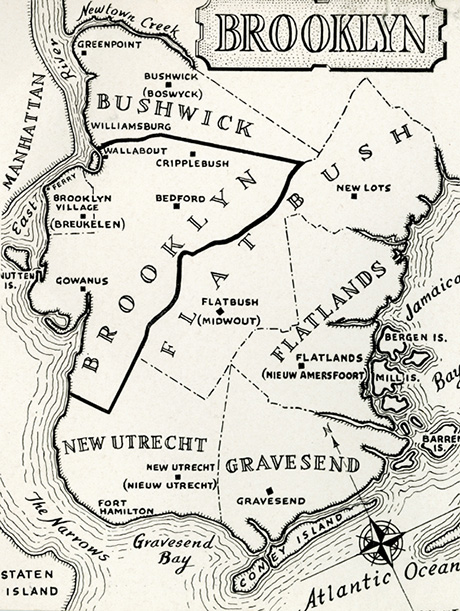 BROOKLYN
Newtown Creek
GREENPOINT
River
BUSHWICK
(BOSWYCK)
BUSHWICK
MANHATTAN
WILLIAMSBURG
WALLABOUT
CRIPPLEBUSH
FERRY
East
BROOKLYN
VILLAGE
(BREUKELEN)
BEDFORD
NEW LOTS
FLATBUSH
BROOKLYN
NUTTEN
IS.
GOWANUS
FLATBUSH
(MIDWOUT)
FLATLANDS
Jamaica
Bay
BERGEN IS.
MILL IS.
FLATLANDS
(NIEUW AMERSFOORT)
BARREN
IS.
N
NEW UTRECHT
NEW UTRECHT
(NIEUW UTRECHT)
GRAVESEND
GRAVESEND
FORT
HAMILTON
The Narrows
Gravesend
Bay
CONEY ISLAND
STATEN
ISLAND
Atlantic Ocean